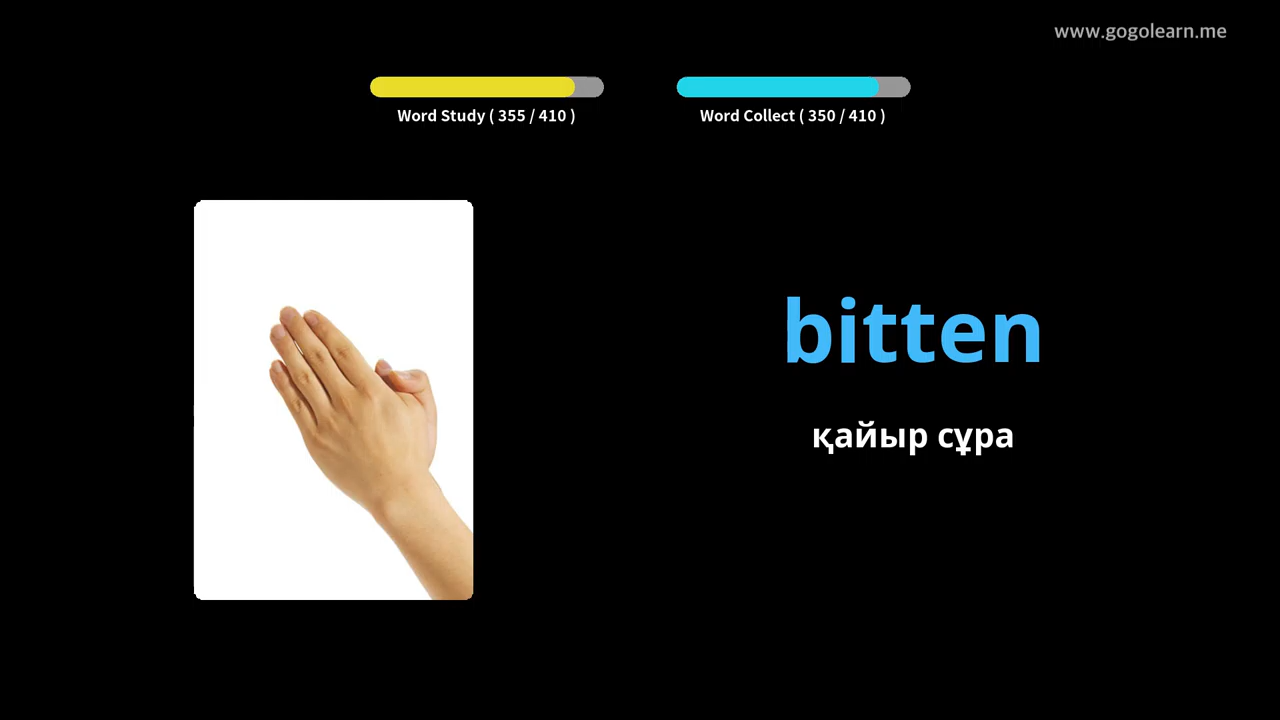 www.gogolearn.me
Word Study ( 355 / 410 )
Word Collect ( 350 / 410 )
bitten
қайыр сұра